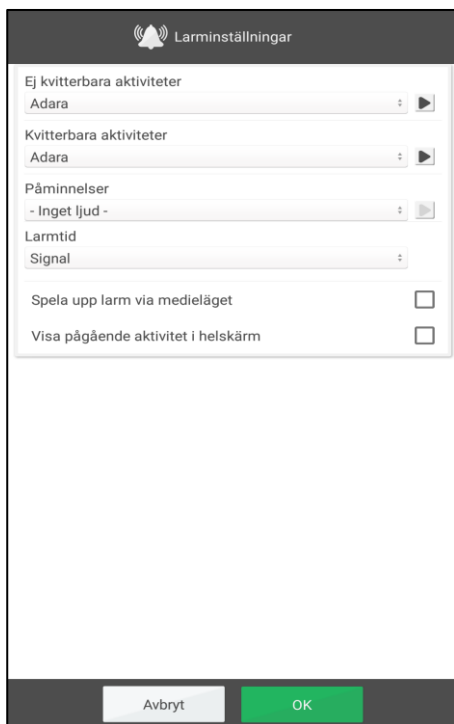 Larminställningar
Ej kvitterbara aktiviteter
Adara
Kvitterbara aktiviteter
Adara
Påminnelser
- Inget ljud -
Larmtid
Signal
Spela upp larm via medieläget
Visa pågående aktivitet i helskärm
Avbryt
OK